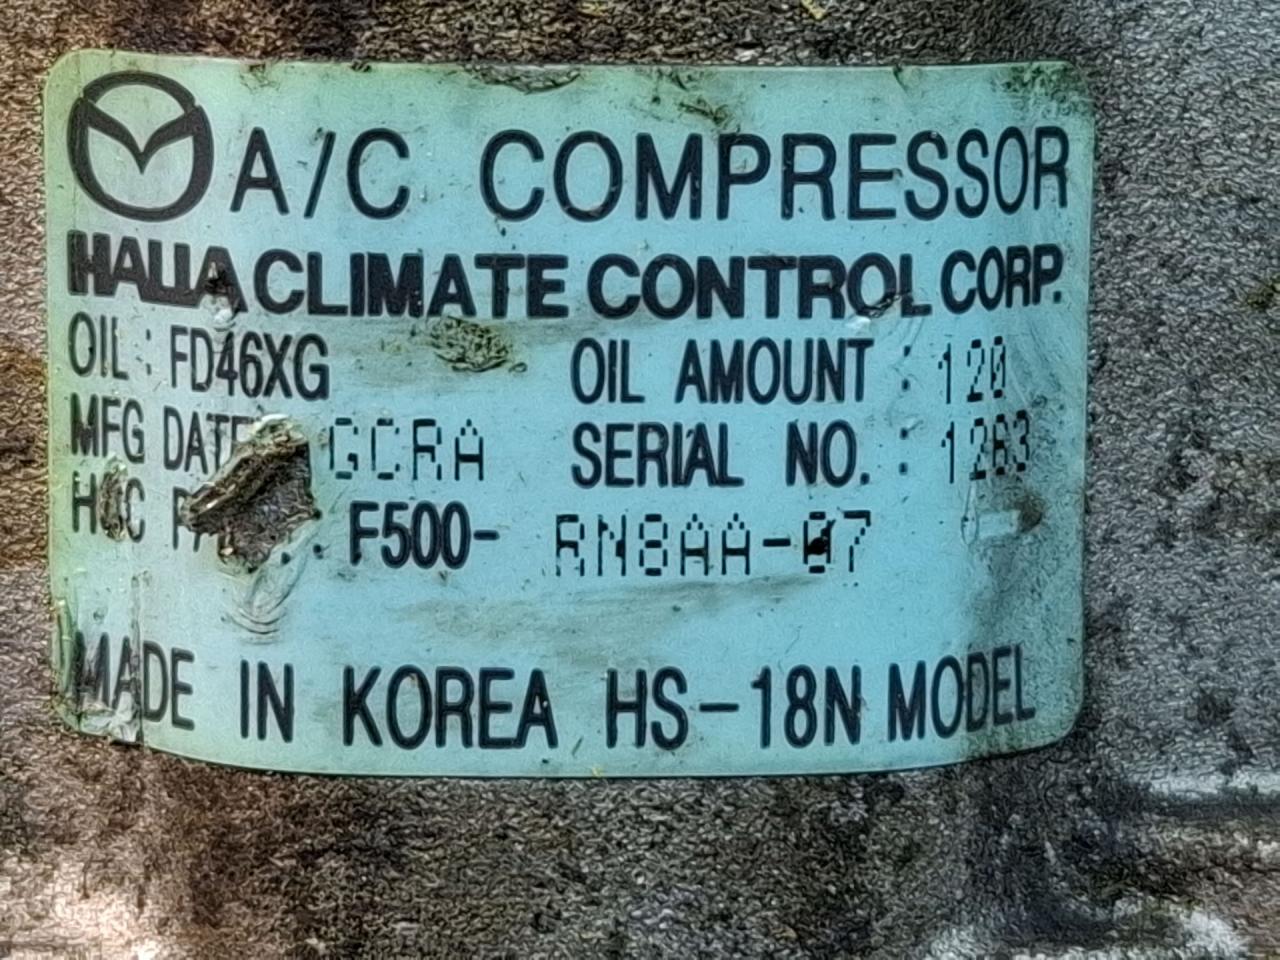 A/C COMPRESSOR
HALLA CLIMATE CONTROL CORP.
OIL : FD46XG OIL AMOUNT : 120
MFG DATE GCRA SERIAL NO. : 1263
F500- RN8AA-07
MADE IN KOREA HS-18N MODEL